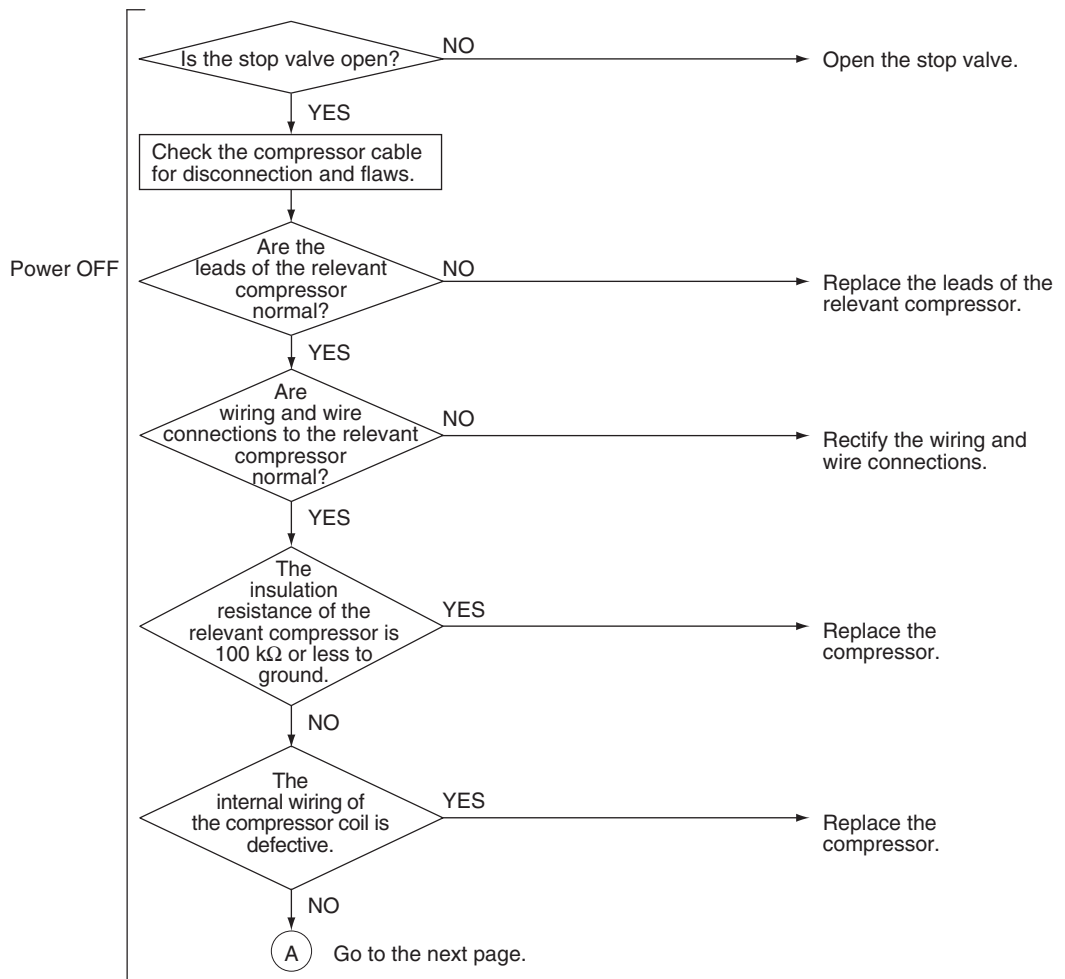 Is the stop valve open?
NO
Open the stop valve.
YES
Check the compressor cable
for disconnection and flaws.
Power OFF
Are the
leads of the relevant
compressor
normal?
NO
Replace the leads of the
relevant compressor.
YES
Are
wiring and wire
connections to the relevant
compressor
normal?
NO
Rectify the wiring and
wire connections.
YES
The
insulation
resistance of the
relevant compressor is
100 kΩ or less to
ground.
YES
Replace the
compressor.
NO
The
internal wiring of
the compressor coil is
defective.
YES
Replace the
compressor.
NO
A
Go to the next page.